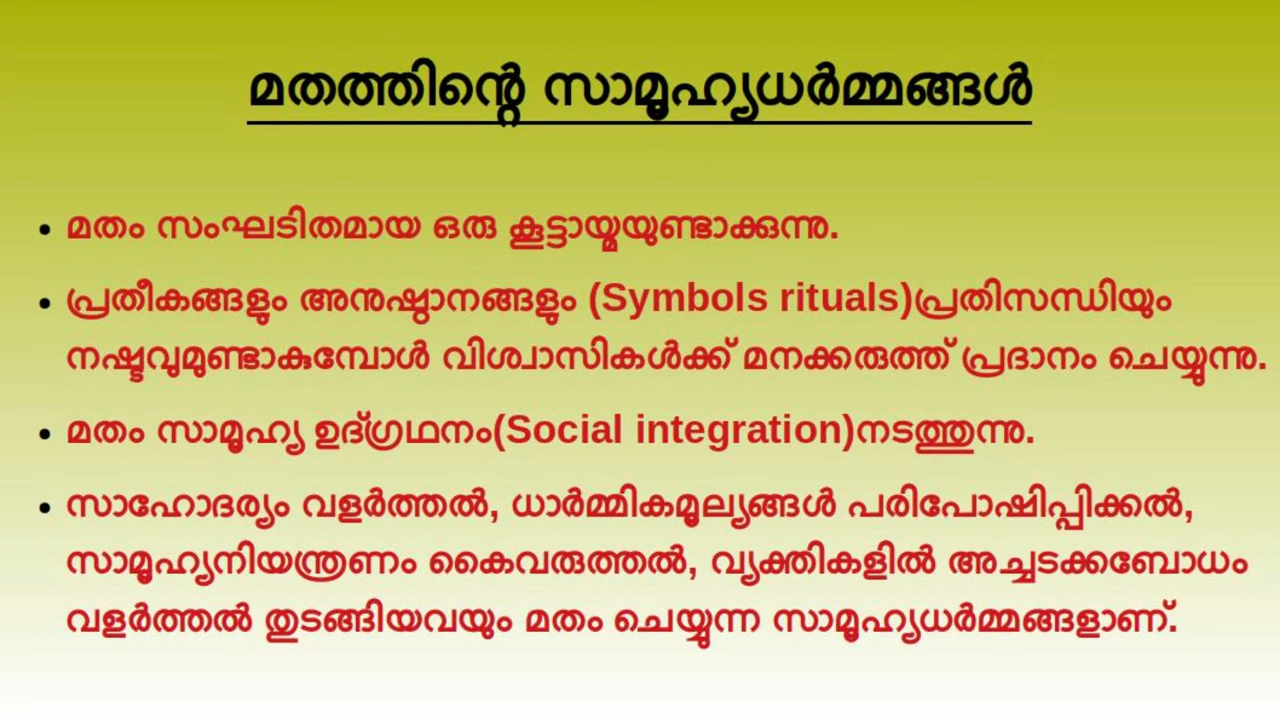 മതത്തിന്റെ സാമൂഹ്യധർമ്മങ്ങൾ
• മതം സംഘടിതമായ ഒരു കൂട്ടായ്മയുണ്ടാക്കുന്നു.
• പ്രതീകങ്ങളും അനുഷ്ഠാനങ്ങളും (Symbols rituals)പ്രതിസന്ധിയും
നഷ്ടവുമുണ്ടാകുമ്പോൾ വിശ്വാസികൾക്ക് മനക്കരുത്ത് പ്രദാനം ചെയ്യുന്നു.
• മതം സാമൂഹ്യ ഉദ്ഗ്രഥനം(Social integration)നടത്തുന്നു.
• സാഹോദര്യം വളർത്തൽ, ധാർമ്മികമൂല്യങ്ങൾ പരിപോഷിപ്പിക്കൽ,
സാമൂഹ്യനിയന്ത്രണം കൈവരുത്തൽ, വ്യക്തികളിൽ അച്ചടക്കബോധം
വളർത്തൽ തുടങ്ങിയവയും മതം ചെയ്യുന്ന സാമൂഹ്യധർമ്മങ്ങളാണ്.